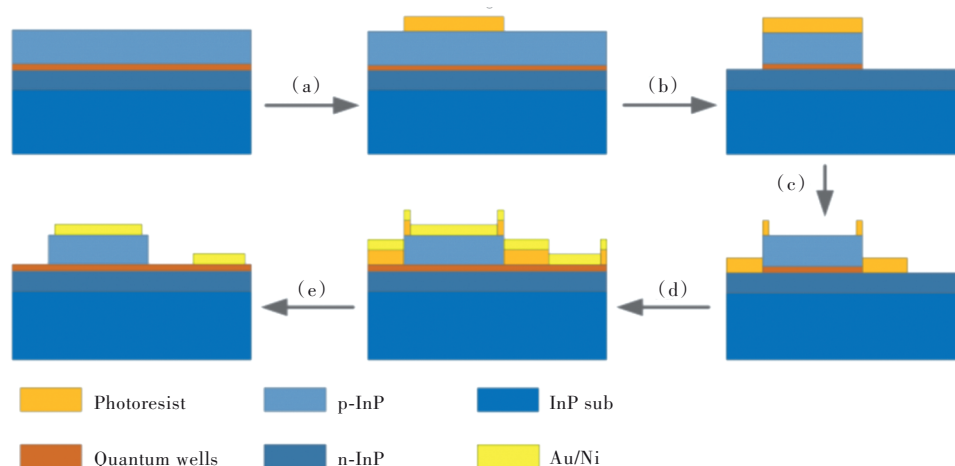 (a)
(b)
(c)
(e)
(d)
Photoresist
p-InP
InP sub
Quantum wells
n-InP
Au/Ni